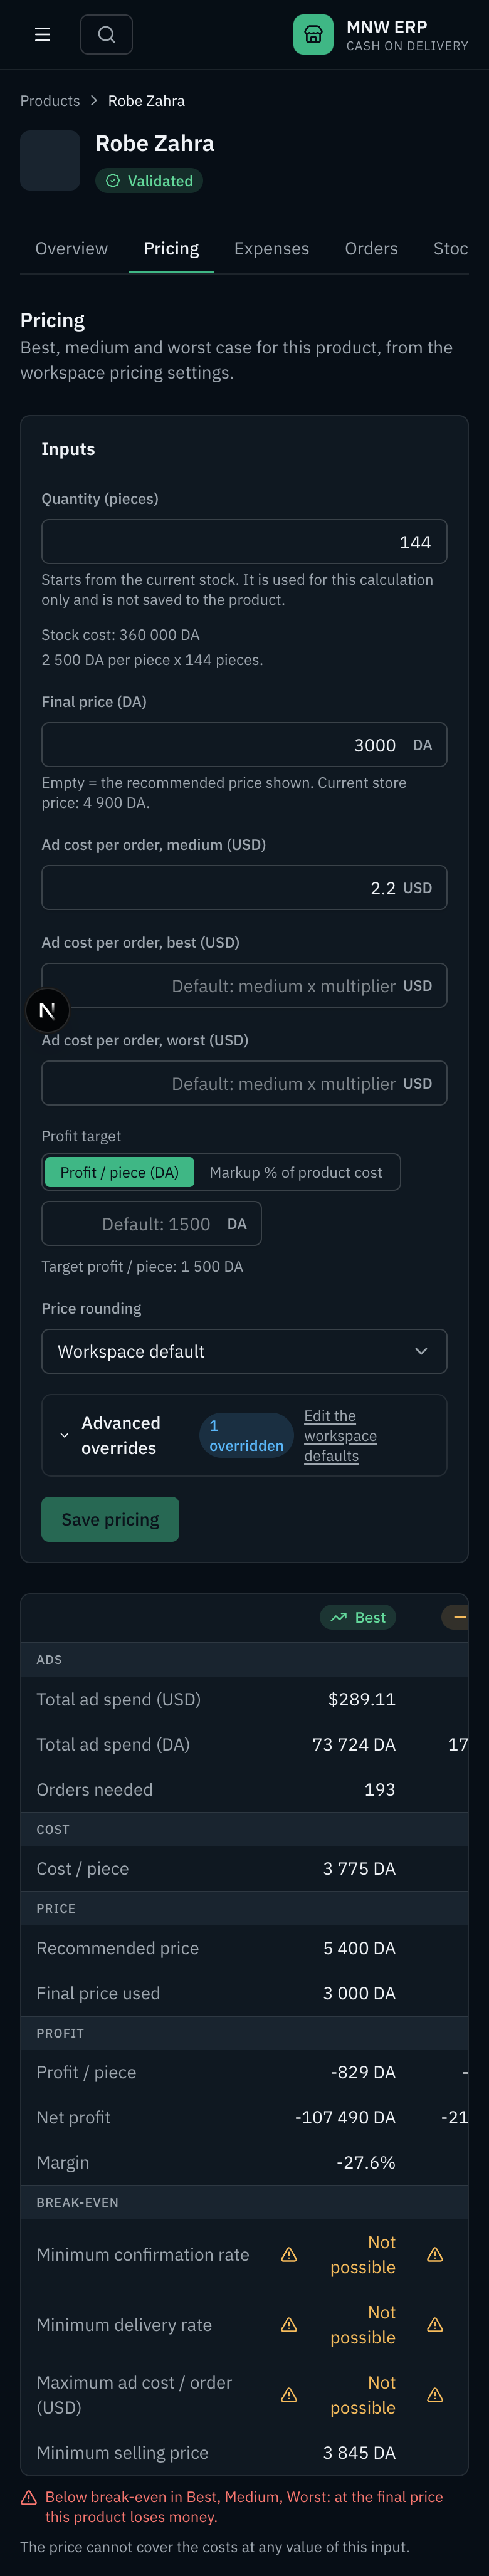 MNW ERP
CASH ON DELIVERY
Products > Robe Zahra
Robe Zahra
Validated
Overview Pricing Expenses Orders Stoc
Pricing
Best, medium and worst case for this product, from the
workspace pricing settings.
Inputs
Quantity (pieces)
144
Starts from the current stock. It is used for this calculation
only and is not saved to the product.
Stock cost: 360 000 DA
2 500 DA per piece x 144 pieces.
Final price (DA)
3000 DA
Empty = the recommended price shown. Current store
price: 4 900 DA.
Ad cost per order, medium (USD)
2.2 USD
Ad cost per order, best (USD)
Default: medium x multiplier USD
N
Ad cost per order, worst (USD)
Default: medium x multiplier USD
Profit target
Profit / piece (DA) Markup % of product cost
Default: 1500 DA
Target profit / piece: 1 500 DA
Price rounding
Workspace default
Advanced
overrides
1
overridden
Edit the
workspace
defaults
Save pricing
Best
ADS
Total ad spend (USD) $289.11
Total ad spend (DA) 73 724 DA 17
Orders needed 193
COST
Cost / piece 3 775 DA
PRICE
Recommended price 5 400 DA
Final price used 3 000 DA
PROFIT
Profit / piece -829 DA -
Net profit -107 490 DA -21
Margin -27.6%
BREAK-EVEN
Minimum confirmation rate Not
possible
Minimum delivery rate Not
possible
Maximum ad cost / order
(USD) Not
possible
Minimum selling price 3 845 DA
Below break-even in Best, Medium, Worst: at the final price
this product loses money.
The price cannot cover the costs at any value of this input.